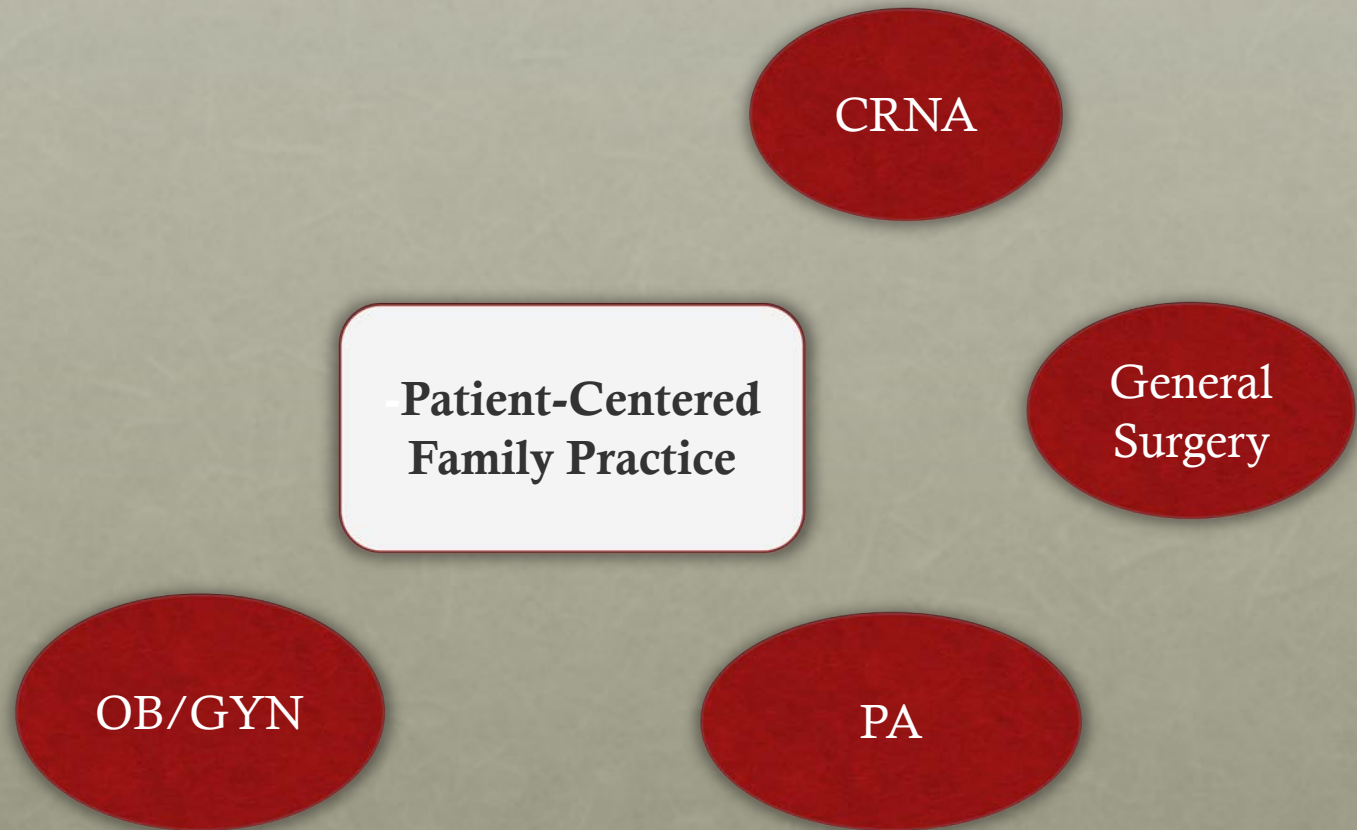 CRNA
-Patient-Centered
Family Practice
General
Surgery
OB/GYN
PA